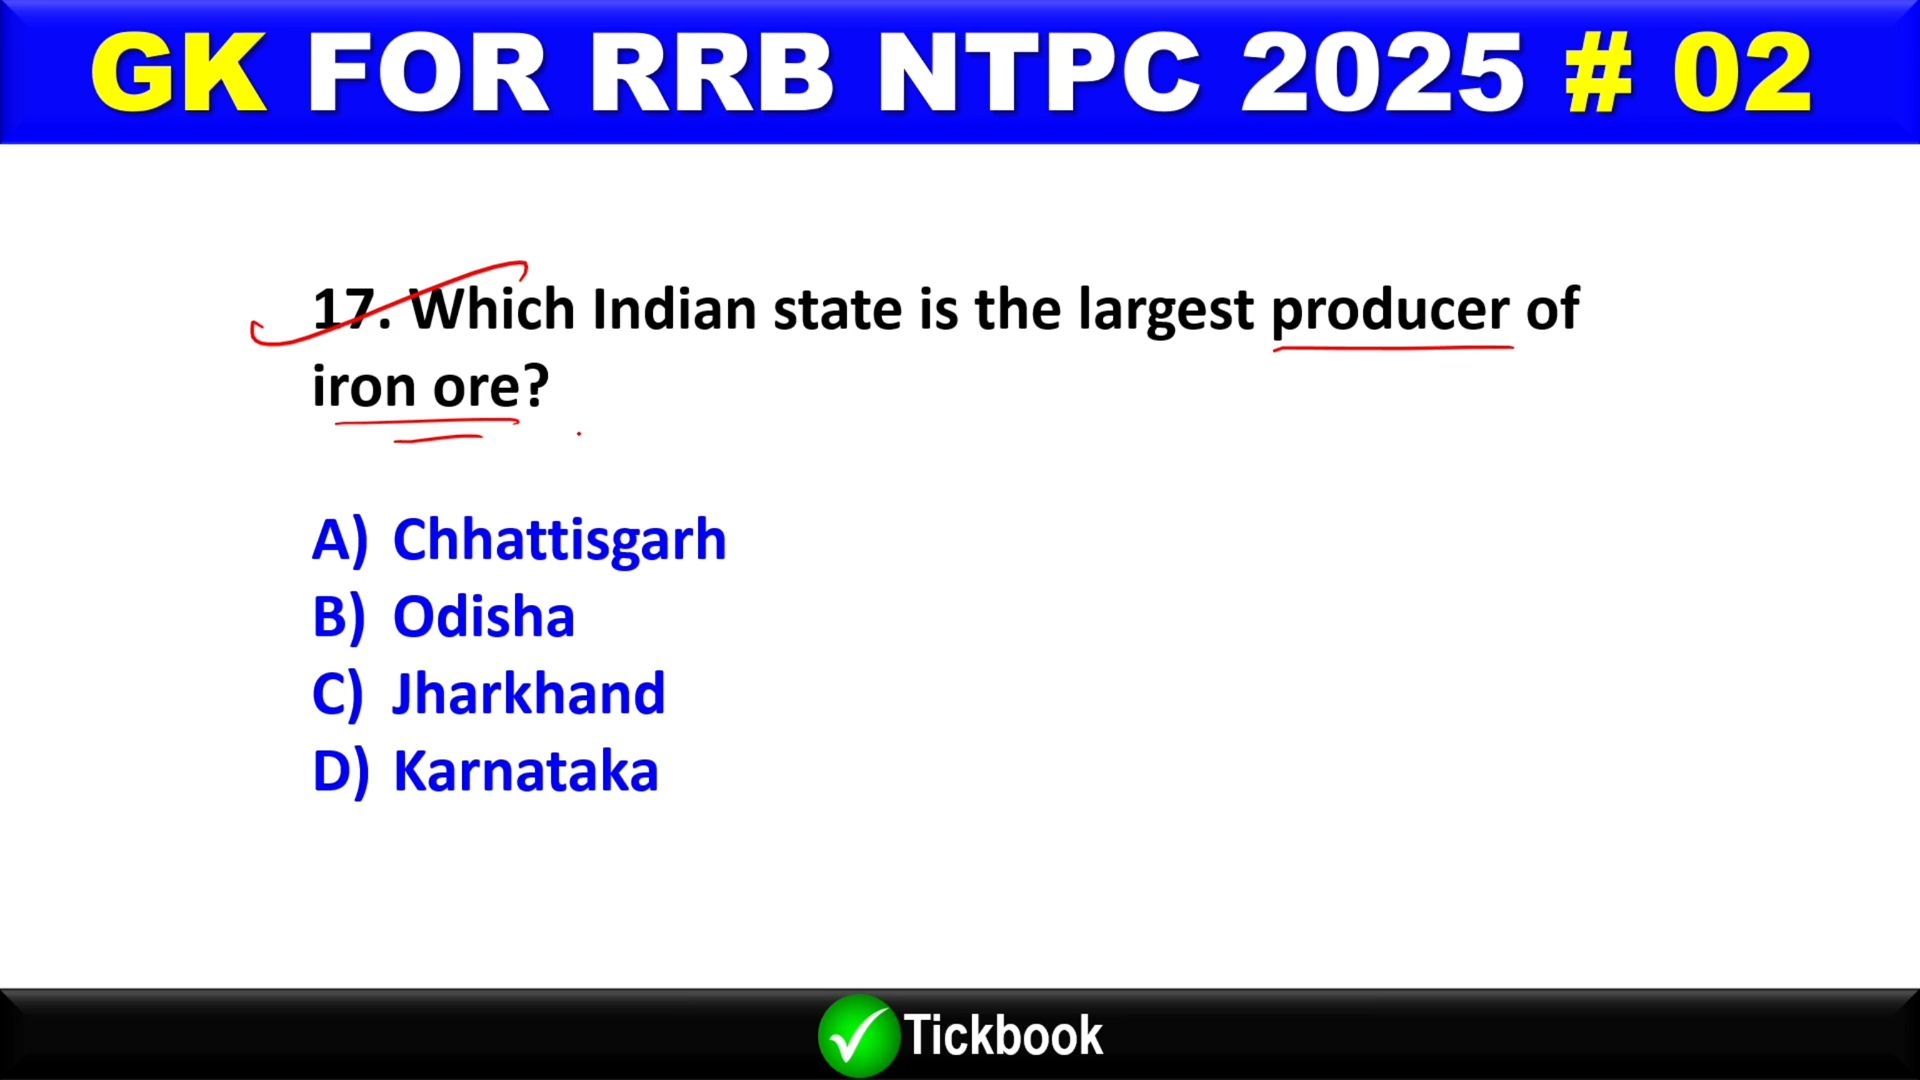 GK FOR RRB NTPC 2025 # 02
17. Which Indian state is the largest producer of
iron ore?
A) Chhattisgarh
B) Odisha
C) Jharkhand
D) Karnataka
Tickbook